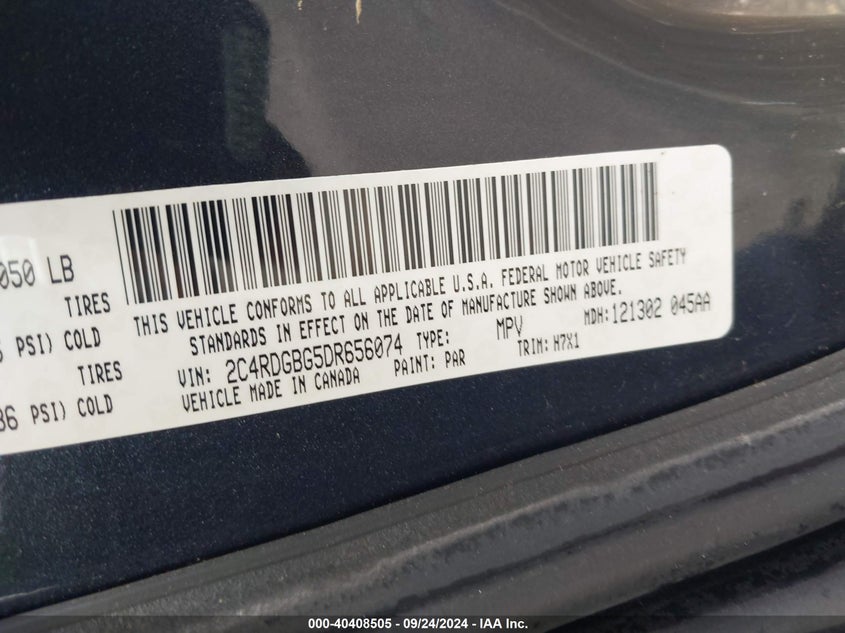 050 LB
TIRES
PSI) COLD
TIRES
36 PSI) COLD
THIS VEHICLE CONFORMS TO ALL APPLICABLE U.S.A. FEDERAL MOTOR VEHICLE SAFETY
STANDARDS IN EFFECT ON THE DATE OF MANUFACTURE SHOWN ABOVE.
VIN: 2C4RDGBG5DR656074 TYPE: MPV MDH: 121302 045AA
VEHICLE MADE IN CANADA PAINT: PAR TRIM: H7X1
000-40408505 - 09/24/2024 - IAA Inc.